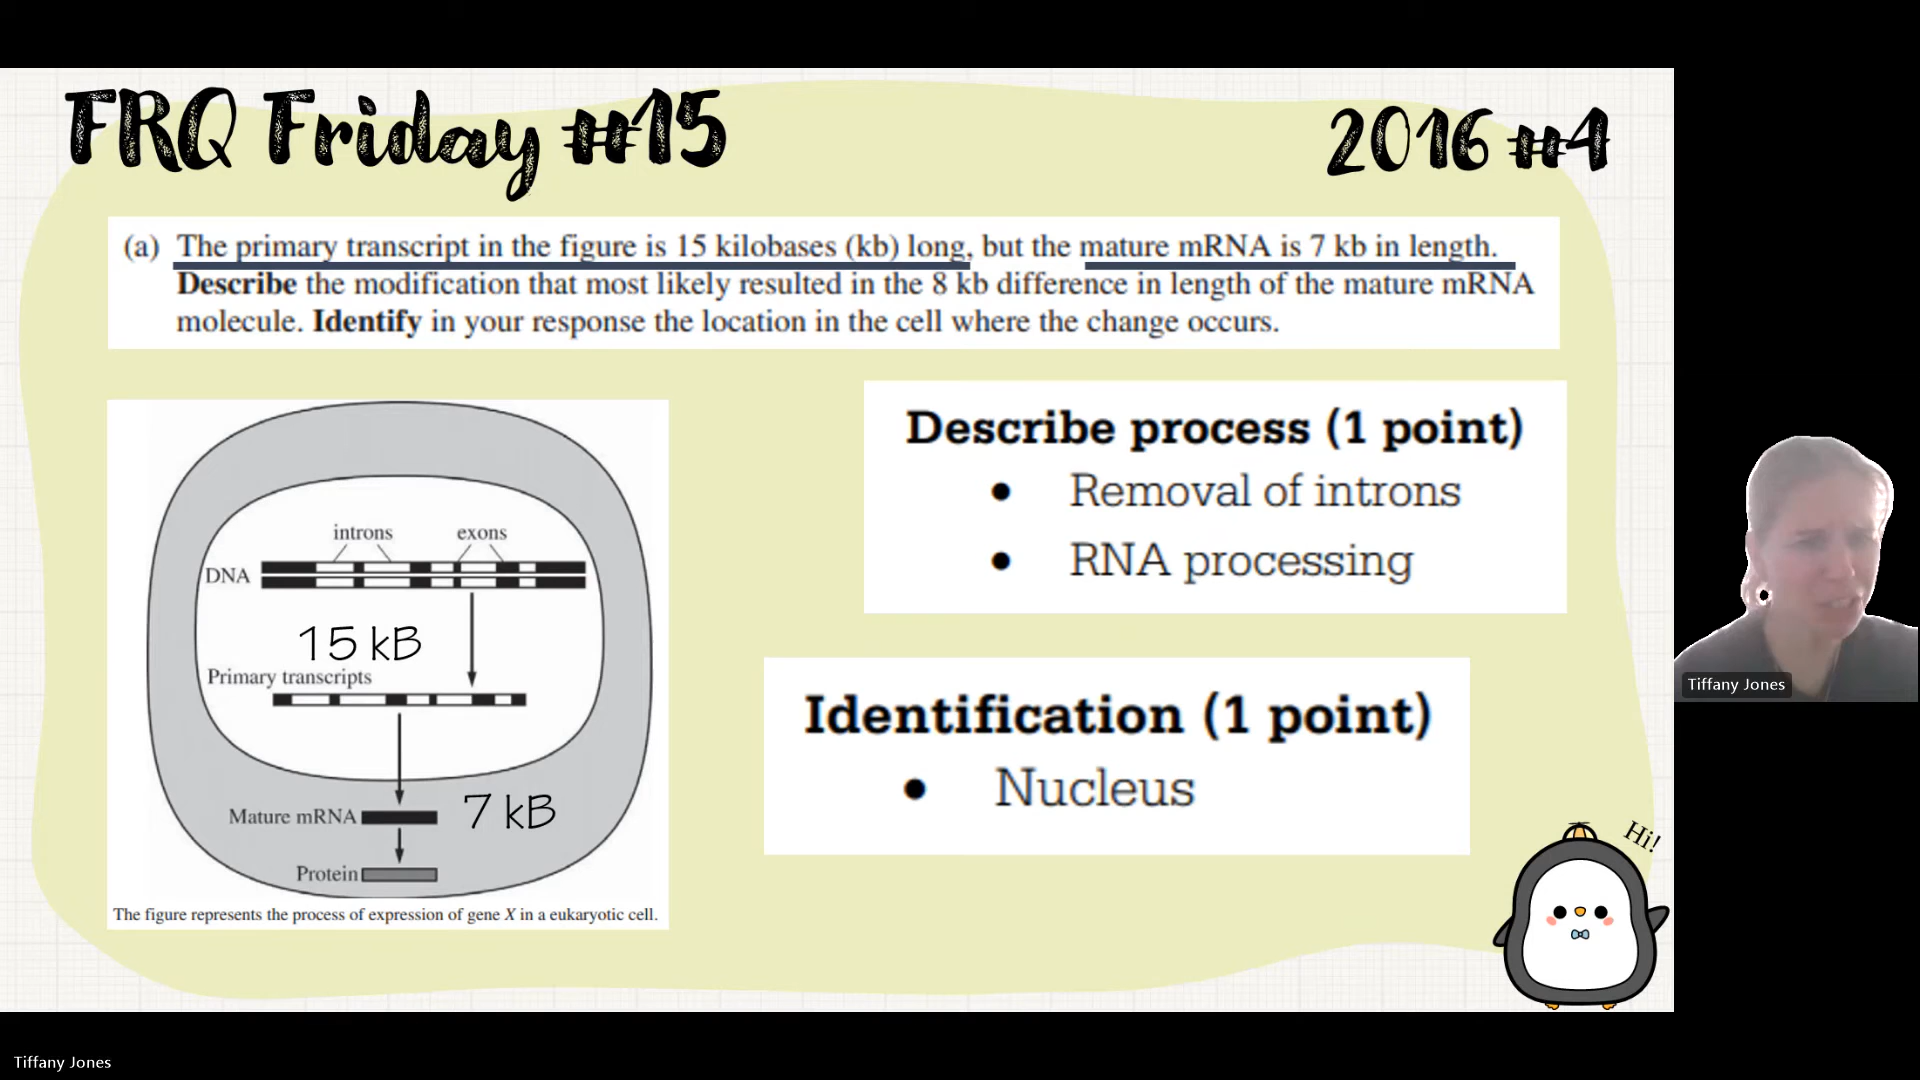 FRQ Friday #15
2016 #4
(a) The primary transcript in the figure is 15 kilobases (kb) long, but the mature mRNA is 7 kb in length.
Describe the modification that most likely resulted in the 8 kb difference in length of the mature mRNA
molecule. Identify in your response the location in the cell where the change occurs.
introns exons
DNA
15 kB
Primary transcripts
Mature mRNA 7 kB
Protein
The figure represents the process of expression of gene X in a eukaryotic cell.
Describe process (1 point)
• Removal of introns
• RNA processing
Identification (1 point)
• Nucleus
Hi!
Tiffany Jones
Tiffany Jones